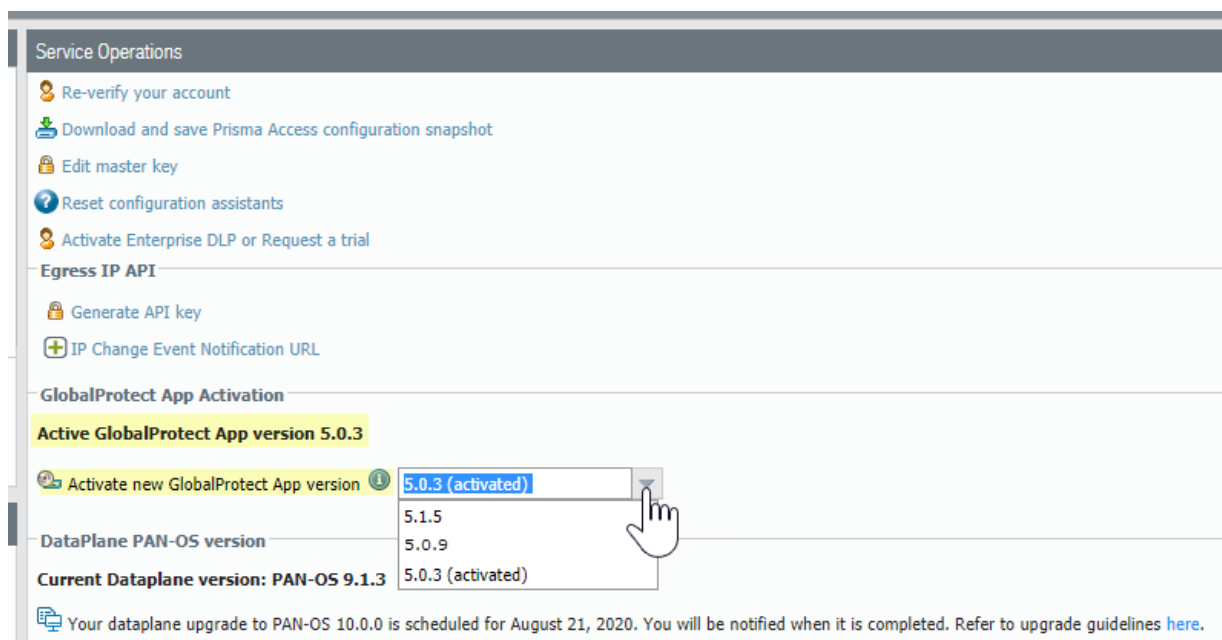 Service Operations
Re-verify your account
Download and save Prisma Access configuration snapshot
Edit master key
Reset configuration assistants
Activate Enterprise DLP or Request a trial
Egress IP API
Generate API key
IP Change Event Notification URL
GlobalProtect App Activation
Active GlobalProtect App version 5.0.3
Activate new GlobalProtect App version 5.0.3 (activated)
5.1.5
5.0.9
5.0.3 (activated)
DataPlane PAN-OS version
Current Dataplane version: PAN-OS 9.1.3
Your dataplane upgrade to PAN-OS 10.0.0 is scheduled for August 21, 2020. You will be notified when it is completed. Refer to upgrade guidelines here.